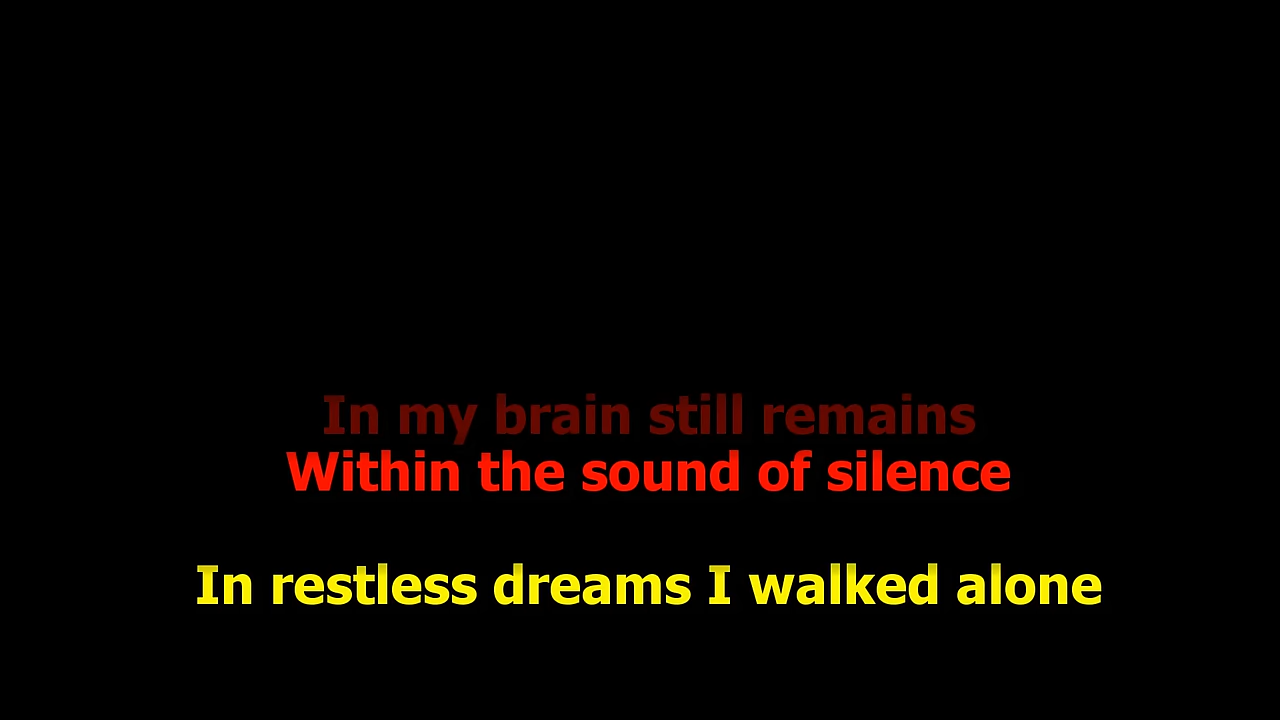 In my brain still remains
Within the sound of silence
In restless dreams I walked alone